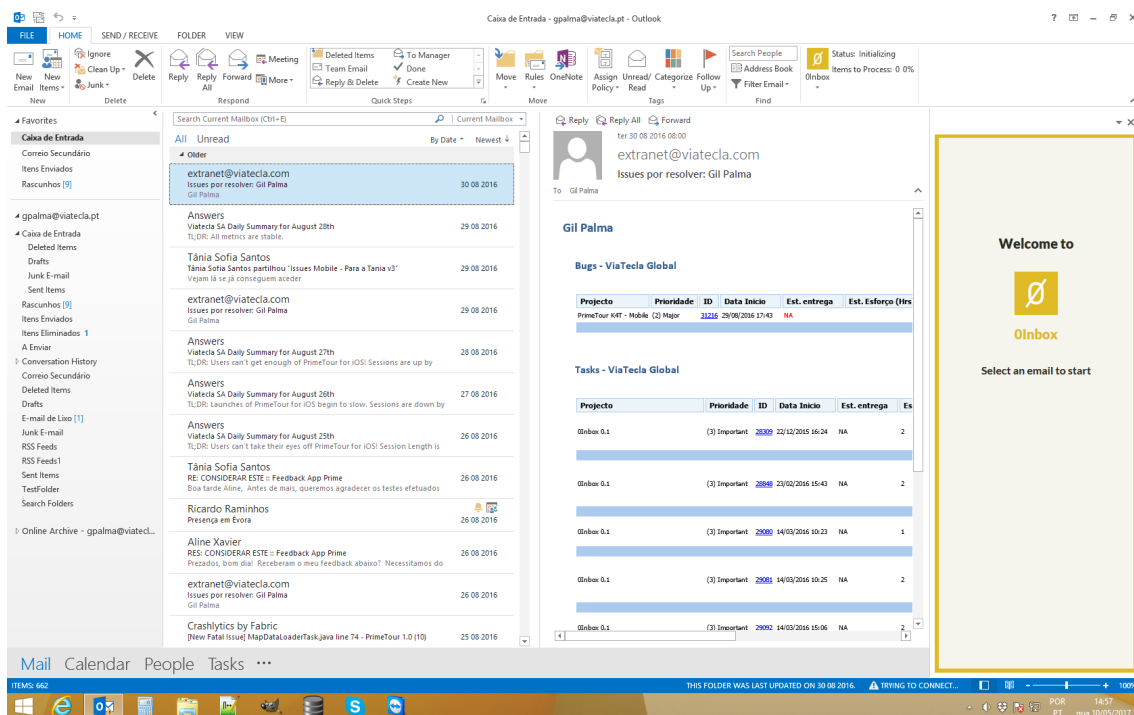 Caixa de Entrada - gpalma@viatecla.pt - Outlook
FILE HOME SEND / RECEIVE FOLDER VIEW
New Email
New Items
New
Ignore
Clean Up
Junk
Delete
Delete
Reply
Reply All
Forward
Meeting
More
Respond
Deleted Items
Team Email
Reply & Delete
To Manager
Done
Create New
Quick Steps
Move
Rules
OneNote
Move
Assign Policy
Unread/ Read
Categorize
Follow Up
Tags
Search People
Address Book
Filter Email
Find
0Inbox
Status: Initializing
Items to Process: 0 0%
Favorites
Caixa de Entrada
Correio Secundário
Itens Enviados
Rascunhos [9]
gpalma@viatecla.pt
Caixa de Entrada
Deleted Items
Drafts
Junk E-mail
Sent Items
Rascunhos [9]
Itens Enviados
Itens Eliminados 1
A Enviar
Conversation History
Correio Secundário
Deleted Items
Drafts
E-mail de Lixo [1]
Junk E-mail
RSS Feeds
RSS Feeds1
Sent Items
TestFolder
Search Folders
Online Archive - gpalma@viatecl...
Search Current Mailbox (Ctrl+E) Current Mailbox
All Unread By Date Newest
Older
extranet@viatecla.com
Issues por resolver: Gil Palma 30 08 2016
Gil Palma
Answers
Viatecla SA Daily Summary for August 28th 29 08 2016
TL;DR: All metrics are stable.
Tânia Sofia Santos
Tânia Sofia Santos partilhou "Issues Mobile - Para a Tania v3" 29 08 2016
Vejam lá se já conseguem aceder
extranet@viatecla.com
Issues por resolver: Gil Palma 29 08 2016
Gil Palma
Answers
Viatecla SA Daily Summary for August 27th 28 08 2016
TL;DR: Users can't get enough of PrimeTour for iOS! Sessions are up by
Answers
Viatecla SA Daily Summary for August 26th 27 08 2016
TL;DR: Launches of PrimeTour for iOS begin to slow. Sessions are down by
Answers
Viatecla SA Daily Summary for August 25th 26 08 2016
TL;DR: Users can't take their eyes off PrimeTour for iOS! Session Length is
Tânia Sofia Santos
RE: CONSIDERAR ESTE :: Feedback App Prime 26 08 2016
Boa tarde Aline, Antes de mais, queremos agradecer os testes efetuados
Ricardo Raminhos
Presença em Évora 26 08 2016
Aline Xavier
RES: CONSIDERAR ESTE :: Feedback App Prime 26 08 2016
Prezados, bom dia! Receberam o meu feedback abaixo? Necessitamos do
extranet@viatecla.com
Issues por resolver: Gil Palma 26 08 2016
Gil Palma
Crashlytics by Fabric
[New Fatal Issue] MapDataLoaderTask.java line 74 - PrimeTour 1.0 (10) 25 08 2016
Reply Reply All Forward
ter 30 08 2016 08:00
extranet@viatecla.com
Issues por resolver: Gil Palma
To Gil Palma
Gil Palma
Bugs - ViaTecla Global
Projecto Prioridade ID Data Inicio Est. entrega Est. Esforço (Hrs
PrimeTour K4T - Mobile (2) Major 31216 29/08/2016 17:43 NA
Tasks - ViaTecla Global
Projecto Prioridade ID Data Inicio Est. entrega Es
0Inbox 0.1 (3) Important 28309 22/12/2015 16:24 NA 2
0Inbox 0.1 (3) Important 28848 23/02/2016 15:43 NA 2
0Inbox 0.1 (3) Important 29080 14/03/2016 10:23 NA 1
0Inbox 0.1 (3) Important 29081 14/03/2016 10:25 NA 2
0Inbox 0.1 (3) Important 29092 14/03/2016 15:06 NA 2
Welcome to
0Inbox
Select an email to start
Mail Calendar People Tasks
ITEMS: 662 THIS FOLDER WAS LAST UPDATED ON 30 08 2016. TRYING TO CONNECT... 100%
POR 14:57
PT qua 10/05/2017